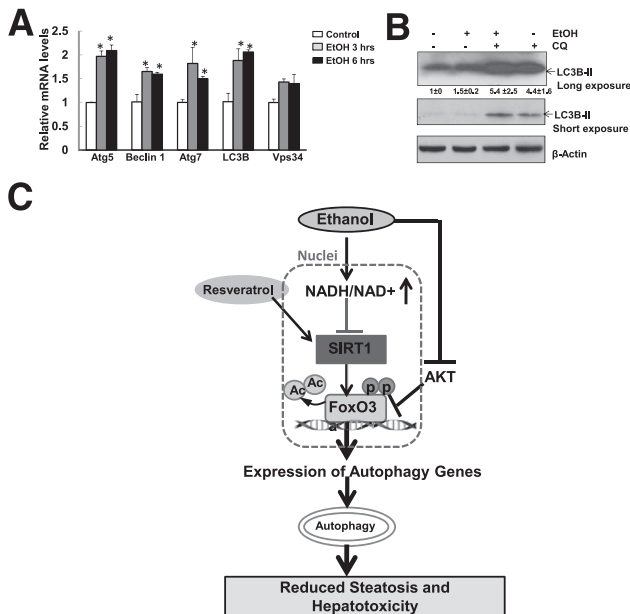 A
Relative mRNA levels
2.5
2
1.5
1
0.5
0
Control
EtOH 3 hrs
EtOH 6 hrs
* * * * * * * *
Atg5 Beclin 1 Atg7 LC3B Vps34
B
- + + - EtOH
- - + + CQ
LC3B-II
Long exposure
1±0 1.5±0.2 5.4 ±2.5 4.4±1.6
LC3B-II
Short exposure
β-Actin
C
Ethanol
Nuclei
Resveratrol
NADH/NAD+
SIRT1
Ac Ac
p p
AKT
FoxO3
a
Expression of Autophagy Genes
Autophagy
Reduced Steatosis and
Hepatotoxicity